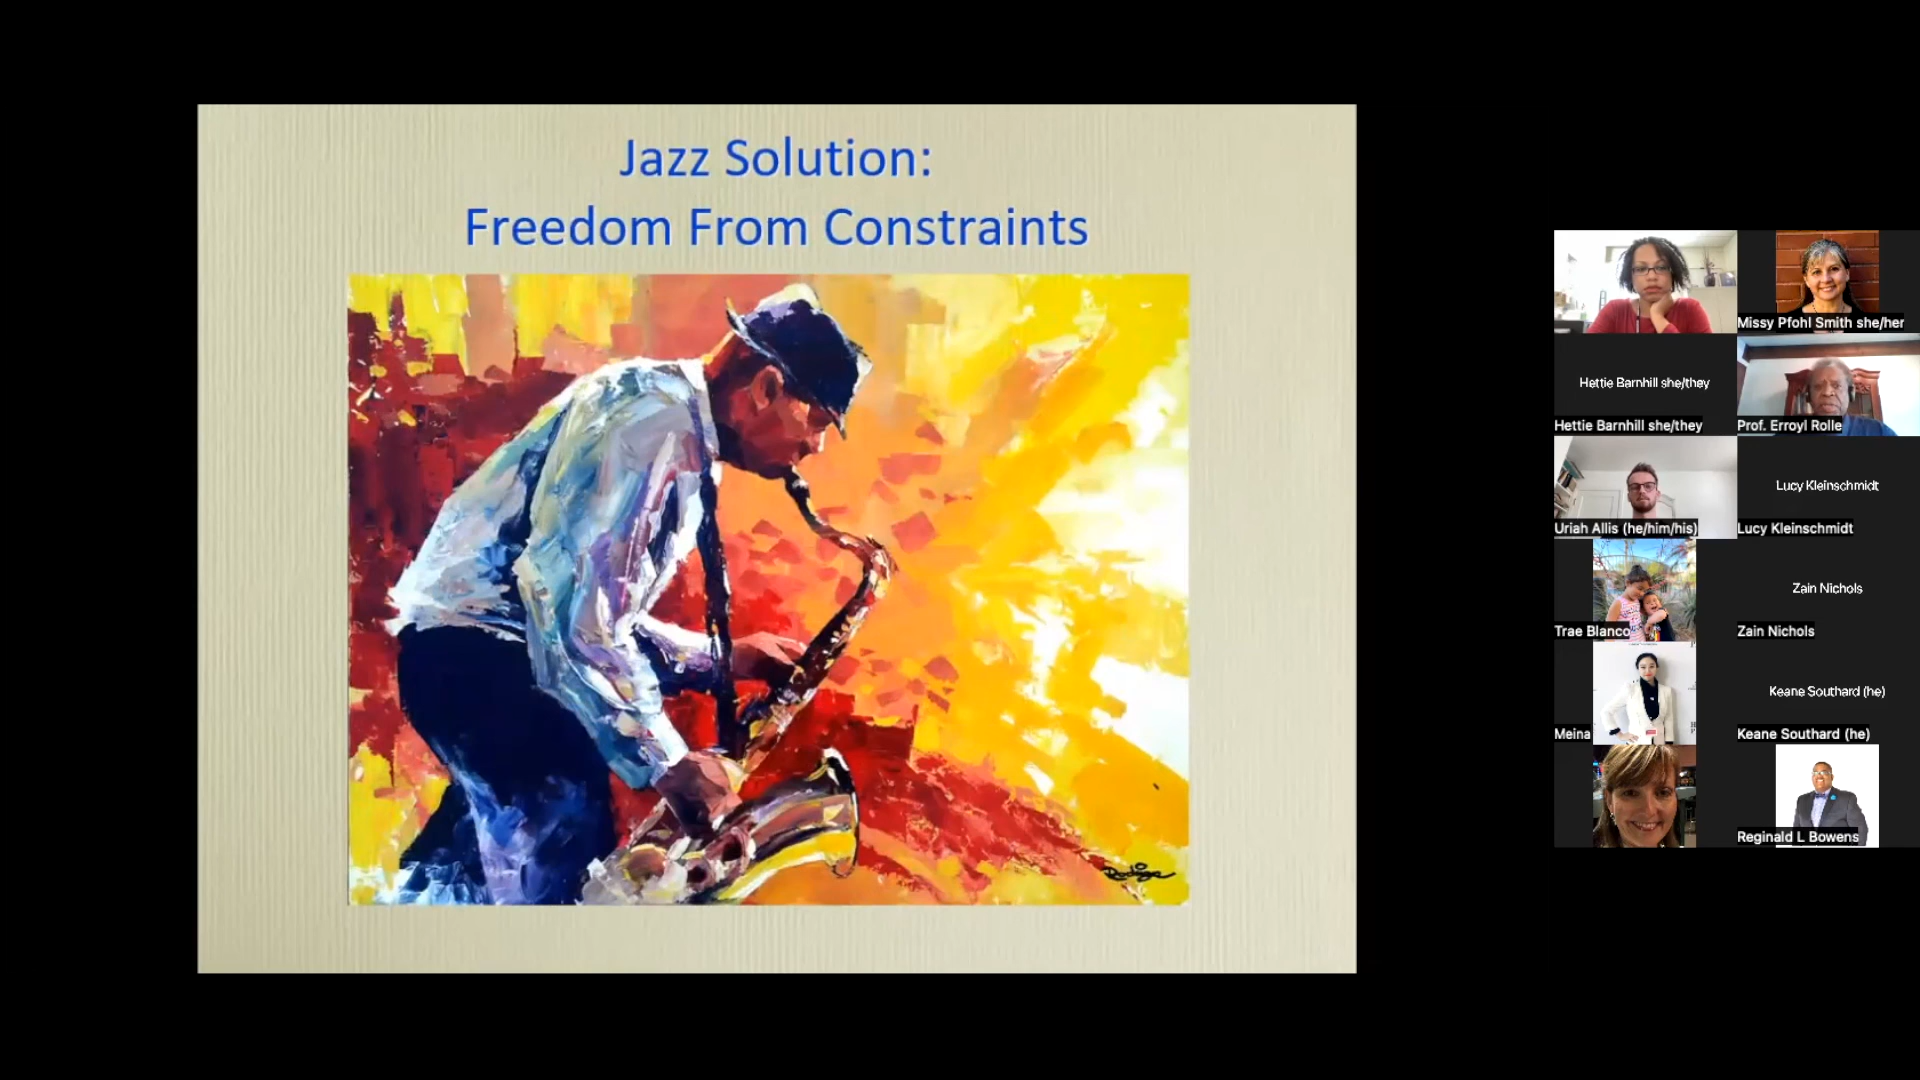 Jazz Solution:
Freedom From Constraints
Missy Pfohl Smith she/her
Hettie Barnhill she/they
Hettie Barnhill she/they
Prof. Erroyl Rolle
Uriah Allis (he/him/his)
Lucy Kleinschmidt
Lucy Kleinschmidt
Trae Blanco
Zain Nichols
Zain Nichols
Meina
Keane Southard (he)
Keane Southard (he)
Reginald L Bowens